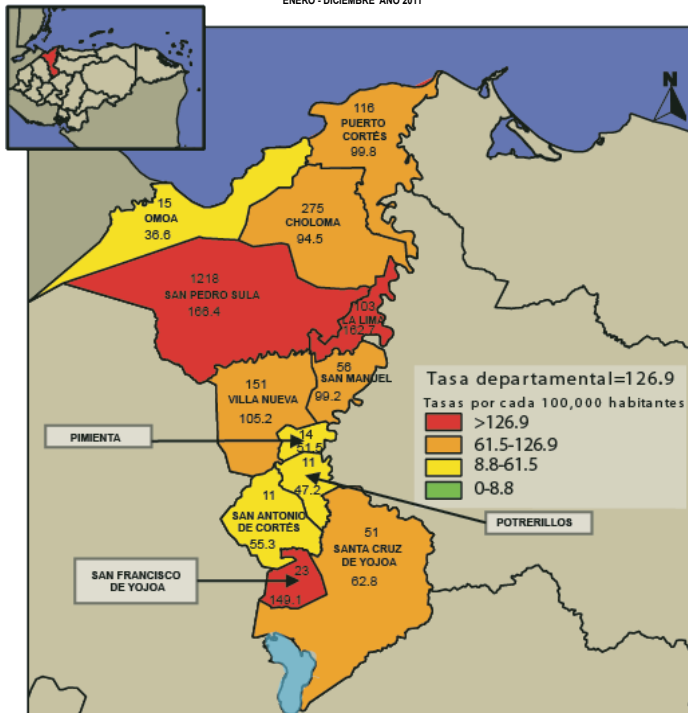 ENERO - DICIEMBRE AÑO 2011
N
116
PUERTO
CORTÉS
99.8
15
OMOA
36.6
275
CHOLOMA
94.5
1218
SAN PEDRO SULA
166.4
103
LA LIMA
162.7
56
SAN MANUEL
99.2
151
VILLA NUEVA
105.2
Tasa departamental=126.9
Tasas por cada 100,000 habitantes
>126.9
61.5-126.9
8.8-61.5
0-8.8
PIMIENTA
14
51.5
11
47.2
POTRERILLOS
11
SAN ANTONIO
DE CORTÉS
55.3
51
SANTA CRUZ
DE YOJOA
62.8
SAN FRANCISCO
DE YOJOA
23
149.1